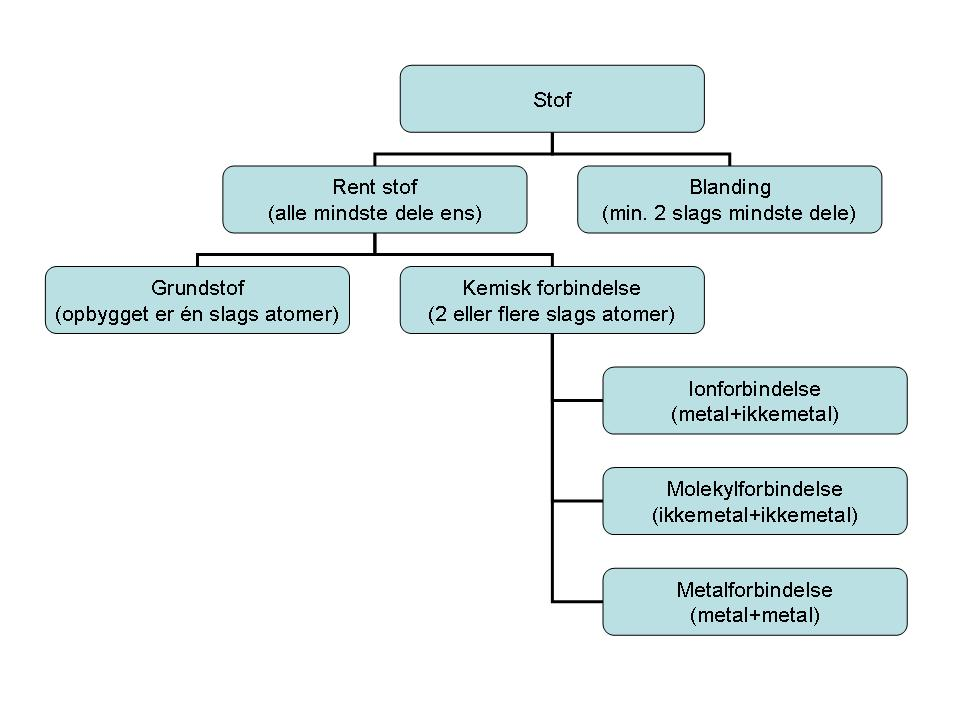 Stof
Rent stof
(alle mindste dele ens)
Blanding
(min. 2 slags mindste dele)
Grundstof
(opbygget er én slags atomer)
Kemisk forbindelse
(2 eller flere slags atomer)
Ionforbindelse
(metal+ikkemetal)
Molekylforbindelse
(ikkemetal+ikkemetal)
Metalforbindelse
(metal+metal)